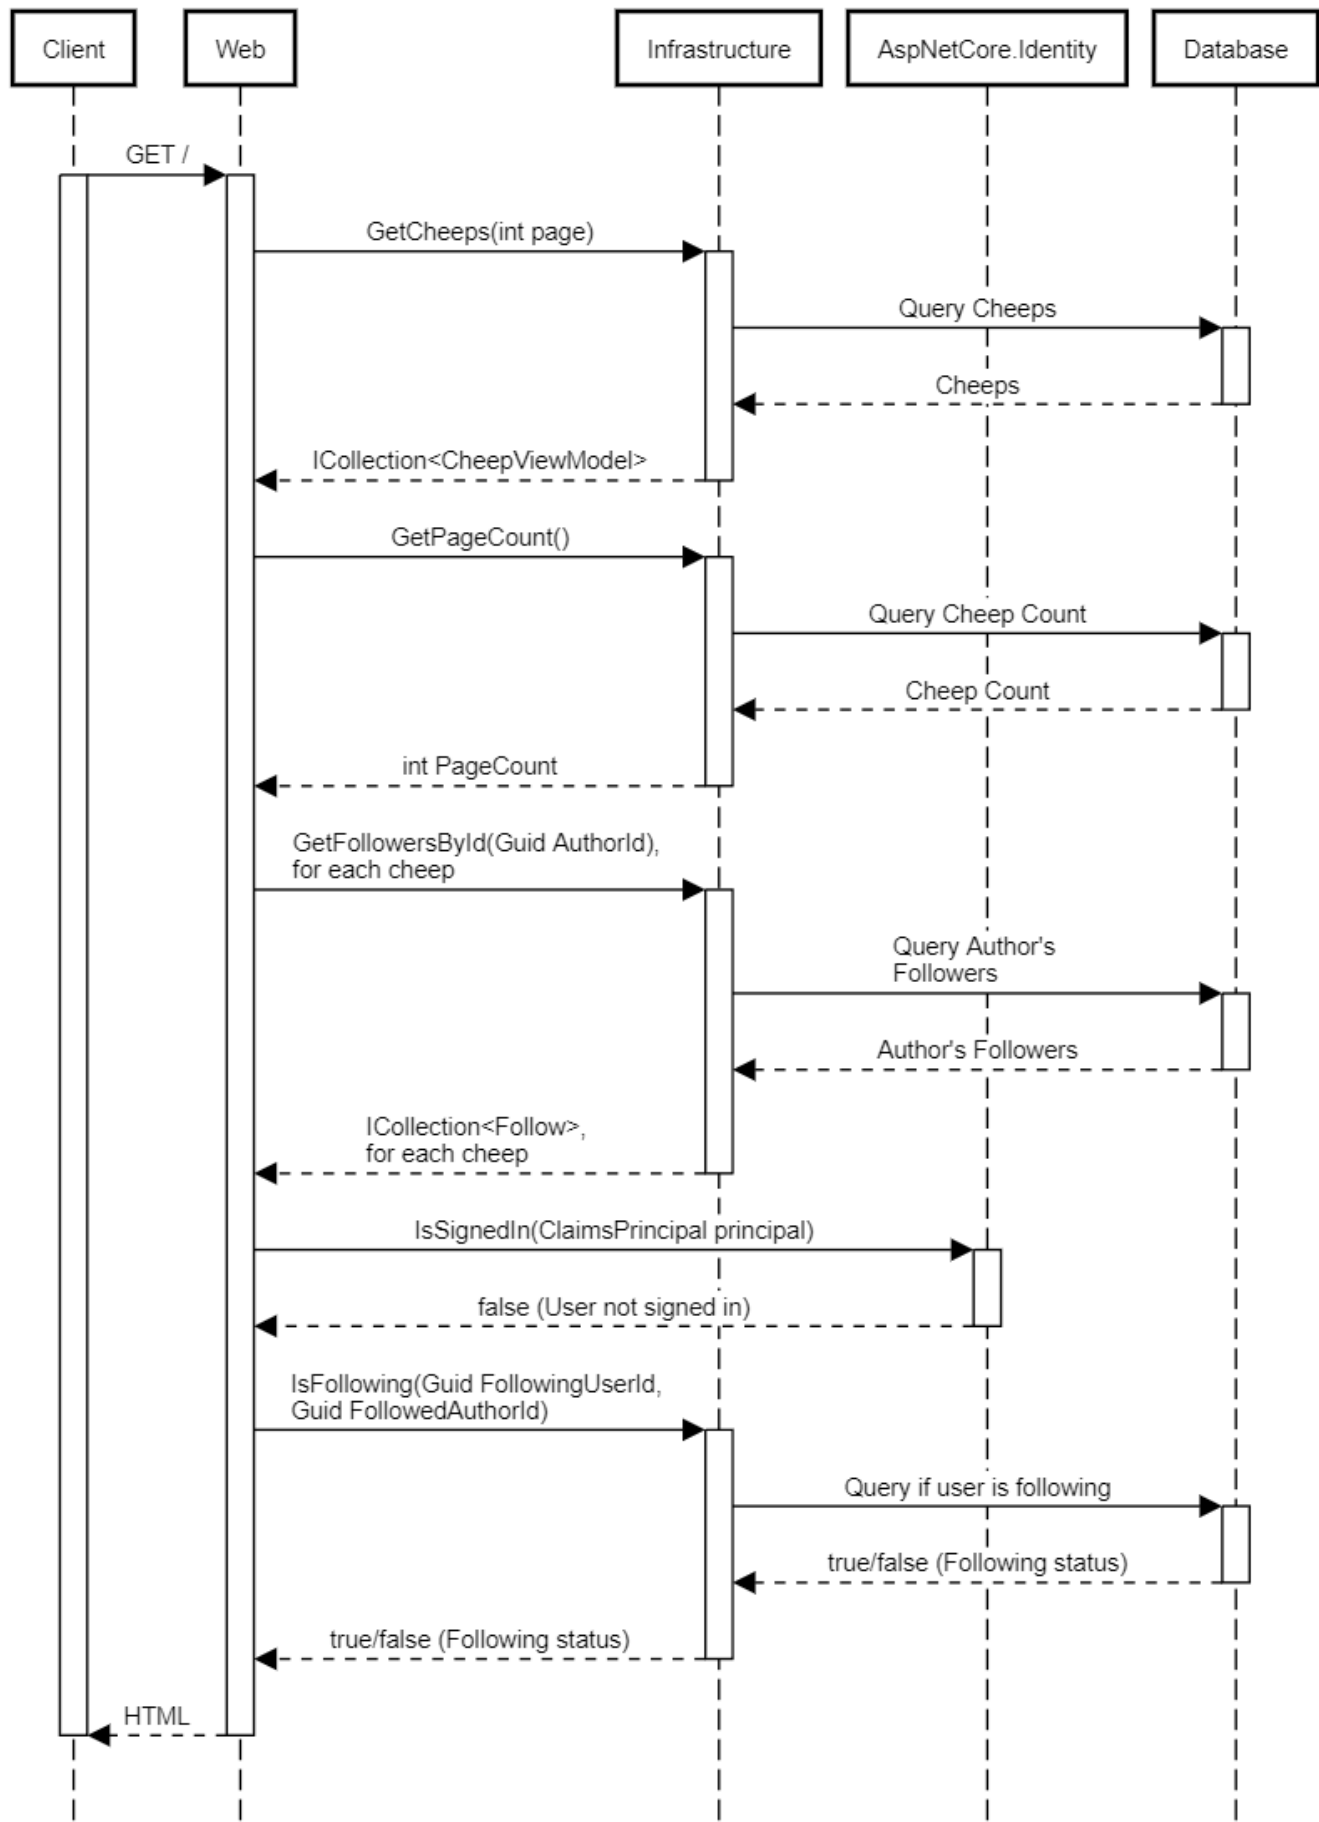 Client
Web
Infrastructure
AspNetCore.Identity
Database
GET /
GetCheeps(int page)
Query Cheeps
Cheeps
ICollection<CheepViewModel>
GetPageCount()
Query Cheep Count
Cheep Count
int PageCount
GetFollowersById(Guid AuthorId),
for each cheep
Query Author's
Followers
Author's Followers
ICollection<Follow>,
for each cheep
IsSignedIn(ClaimsPrincipal principal)
false (User not signed in)
IsFollowing(Guid FollowingUserId,
Guid FollowedAuthorId)
Query if user is following
true/false (Following status)
true/false (Following status)
HTML